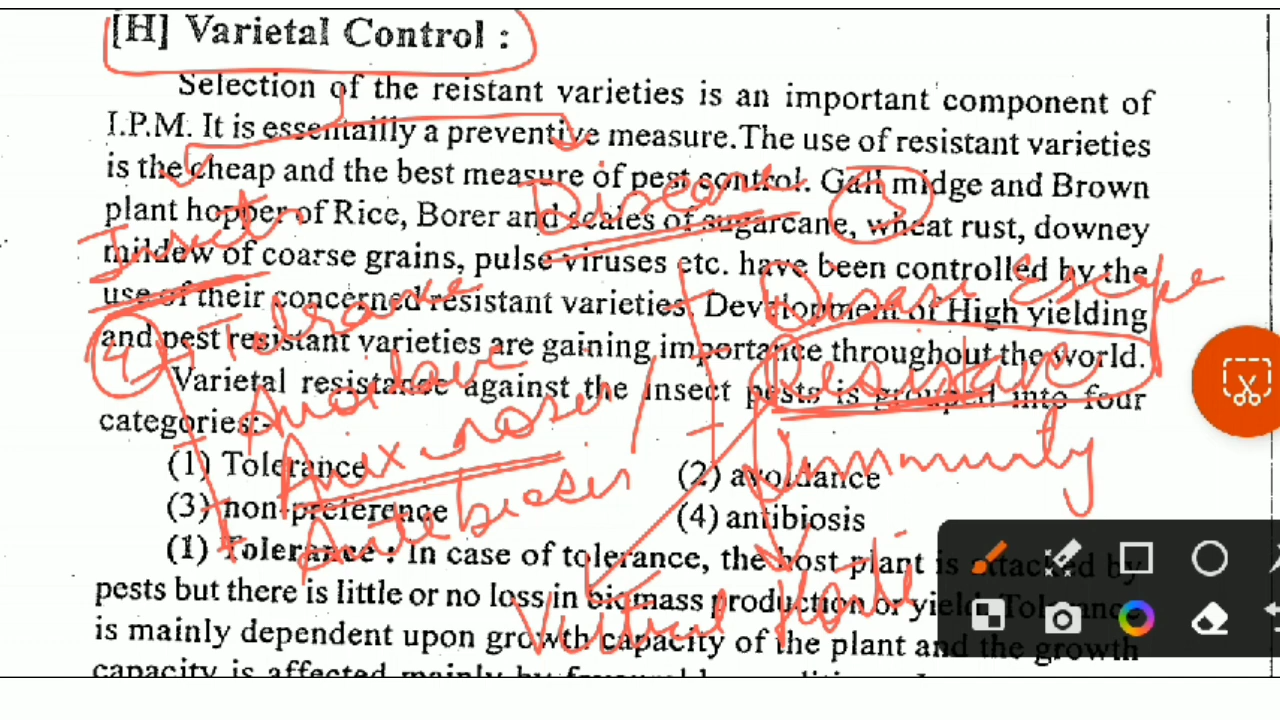 [H] Varietal Control :
Selection of the reistant varieties is an important component of
I.P.M. It is essentailly a preventive measure.The use of resistant varieties
is the cheap and the best measure of pest control. Gall midge and Brown
plant hopper of Rice, Borer and scales of sugarcane, wheat rust, downey
mildew of coarse grains, pulse viruses etc. have been controlled by the
use of their concerned resistant varieties. Development of High yielding
and pest resistant varieties are gaining importance throughout the world.
Varietal resistance against the insect pests is grouped into four
categories:-
(1) Tolerance
(2) avoidance
(3) non-preference
(4) antibiosis
(1) Tolerance : In case of tolerance, the host plant is attacked by
pests but there is little or no loss in biomass production or yield. Tolerance
is mainly dependent upon growth capacity of the plant and the growth
capacity is affected mainly by
Insect
Disease
3
4
Tolerance
Disease Escape
Resistance
Immunity